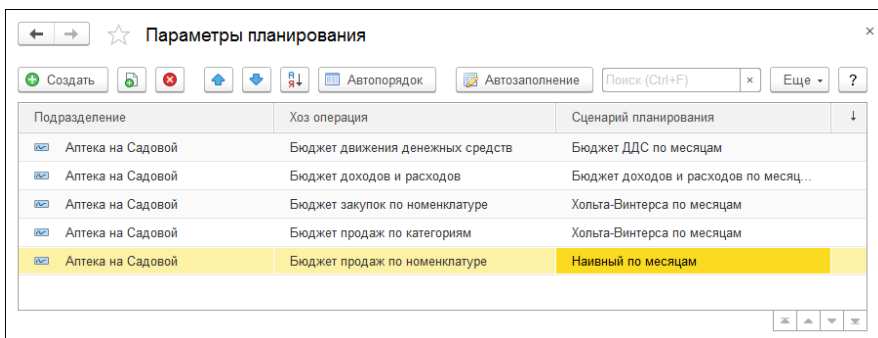 Параметры планирования
Создать Автопорядок Автозаполнение Поиск (Ctrl+F) × Еще ?
Подразделение Хоз операция Сценарий планирования ↓
Аптека на Садовой Бюджет движения денежных средств Бюджет ДДС по месяцам
Аптека на Садовой Бюджет доходов и расходов Бюджет доходов и расходов по месяц...
Аптека на Садовой Бюджет закупок по номенклатуре Хольта-Винтерса по месяцам
Аптека на Садовой Бюджет продаж по категориям Хольта-Винтерса по месяцам
Аптека на Садовой Бюджет продаж по номенклатуре Наивный по месяцам